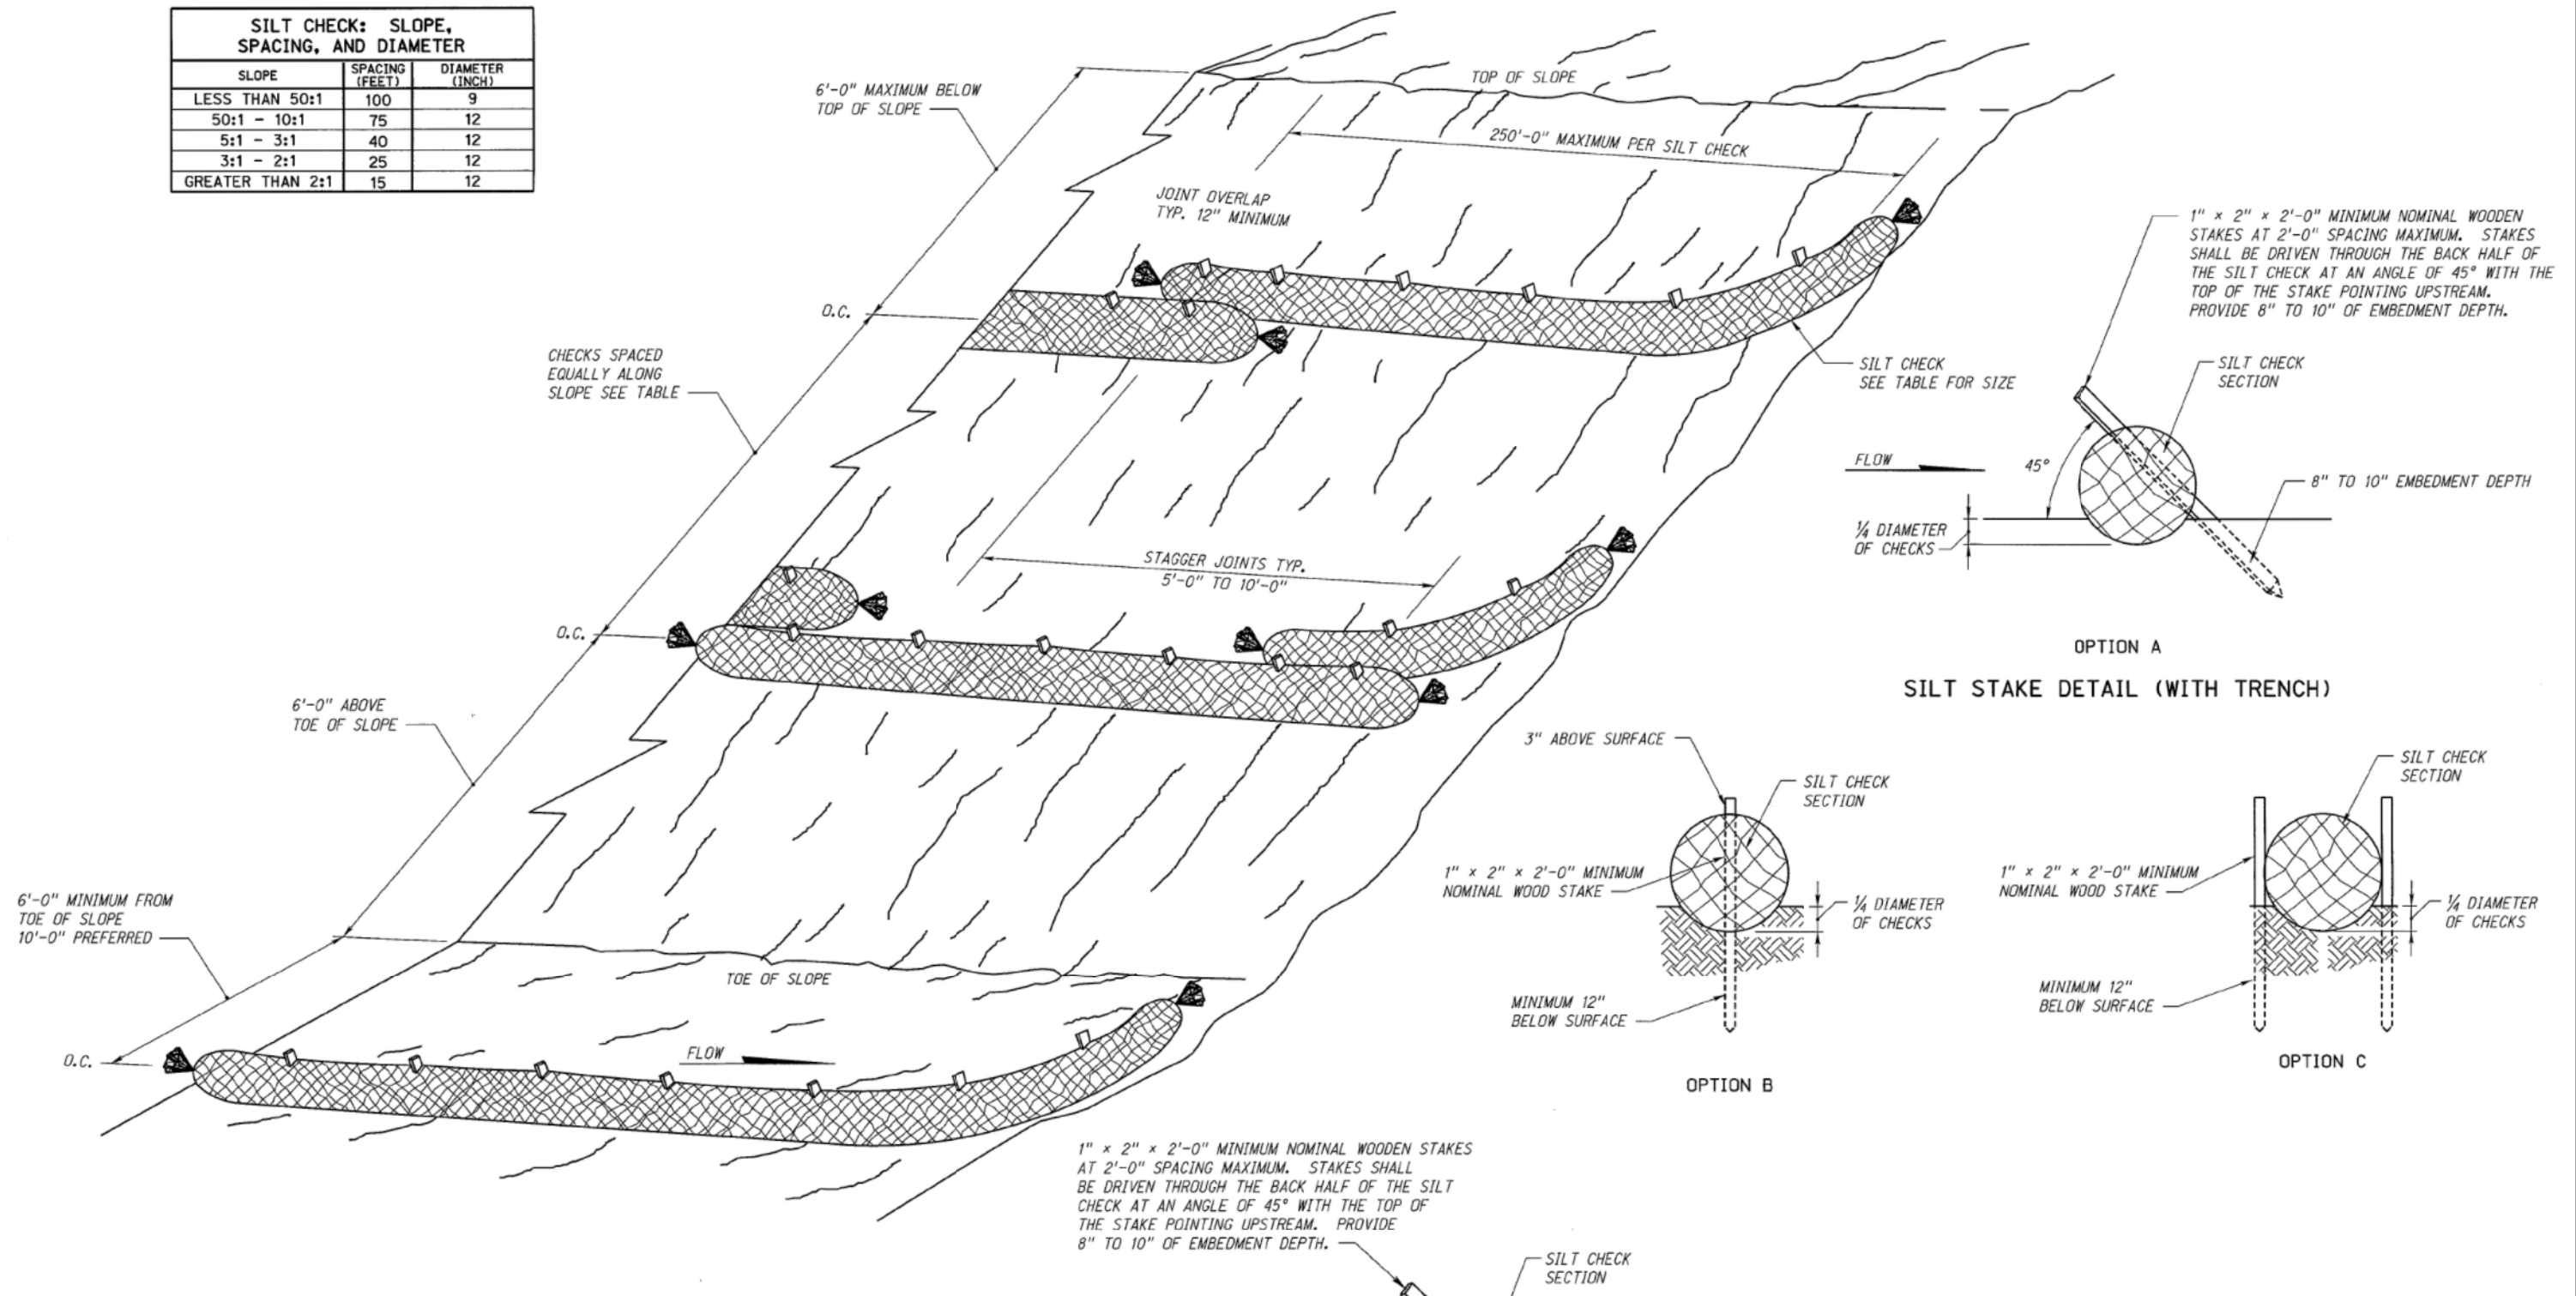 SILT CHECK: SLOPE,
SPACING, AND DIAMETER
SLOPE SPACING (FEET) DIAMETER (INCH)
LESS THAN 50:1 100 9
50:1 - 10:1 75 12
5:1 - 3:1 40 12
3:1 - 2:1 25 12
GREATER THAN 2:1 15 12
6'-0" MAXIMUM BELOW
TOP OF SLOPE
TOP OF SLOPE
250'-0" MAXIMUM PER SILT CHECK
JOINT OVERLAP
TYP. 12" MINIMUM
O.C.
CHECKS SPACED
EQUALLY ALONG
SLOPE SEE TABLE
SILT CHECK
SEE TABLE FOR SIZE
STAGGER JOINTS TYP.
5'-0" TO 10'-0"
O.C.
6'-0" ABOVE
TOE OF SLOPE
6'-0" MINIMUM FROM
TOE OF SLOPE
10'-0" PREFERRED
TOE OF SLOPE
O.C.
FLOW
1" × 2" × 2'-0" MINIMUM NOMINAL WOODEN
STAKES AT 2'-0" SPACING MAXIMUM. STAKES
SHALL BE DRIVEN THROUGH THE BACK HALF OF
THE SILT CHECK AT AN ANGLE OF 45° WITH THE
TOP OF THE STAKE POINTING UPSTREAM.
PROVIDE 8" TO 10" OF EMBEDMENT DEPTH.
SILT CHECK
SECTION
FLOW
45°
8" TO 10" EMBEDMENT DEPTH
¼ DIAMETER
OF CHECKS
OPTION A
SILT STAKE DETAIL (WITH TRENCH)
3" ABOVE SURFACE
SILT CHECK
SECTION
1" × 2" × 2'-0" MINIMUM
NOMINAL WOOD STAKE
¼ DIAMETER
OF CHECKS
MINIMUM 12"
BELOW SURFACE
OPTION B
SILT CHECK
SECTION
1" × 2" × 2'-0" MINIMUM
NOMINAL WOOD STAKE
¼ DIAMETER
OF CHECKS
MINIMUM 12"
BELOW SURFACE
OPTION C
1" × 2" × 2'-0" MINIMUM NOMINAL WOODEN STAKES
AT 2'-0" SPACING MAXIMUM. STAKES SHALL
BE DRIVEN THROUGH THE BACK HALF OF THE SILT
CHECK AT AN ANGLE OF 45° WITH THE TOP OF
THE STAKE POINTING UPSTREAM. PROVIDE
8" TO 10" OF EMBEDMENT DEPTH.
SILT CHECK
SECTION